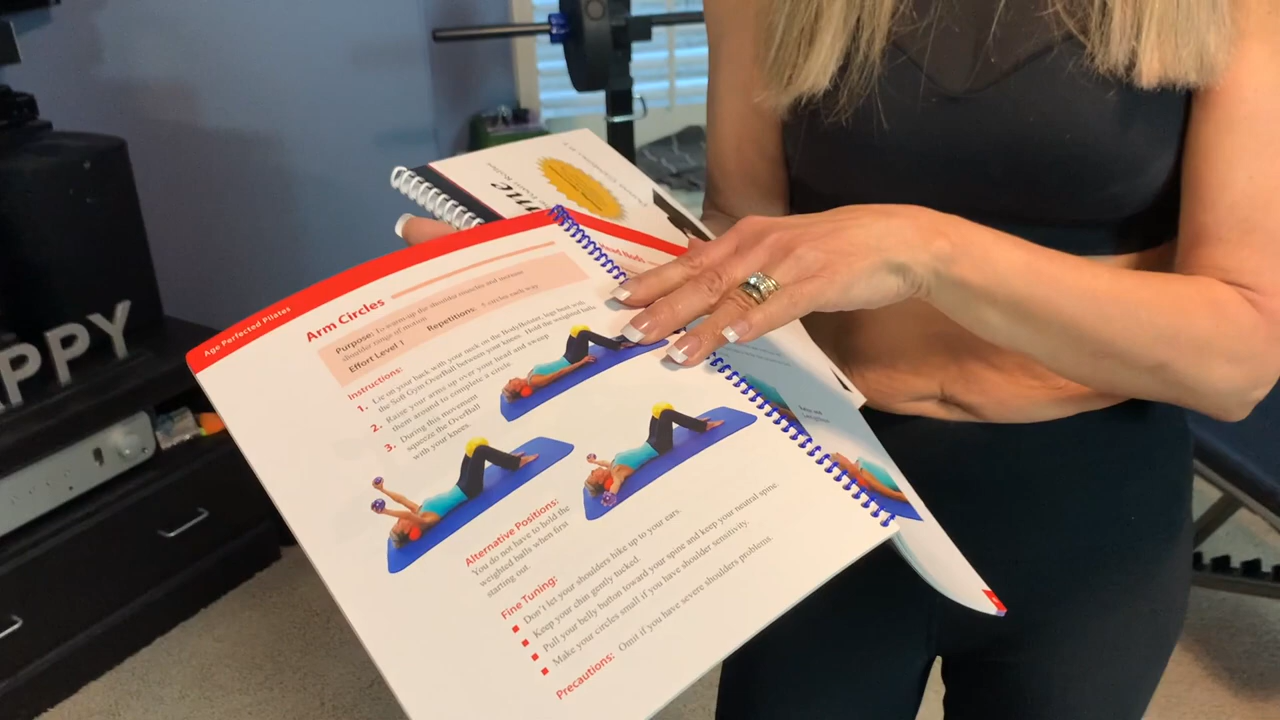 Age Perfected Pilates
Arm Circles
Purpose: To warm-up the shoulder muscles and increase
shoulder range of motion
Effort Level 1
Repetitions: 5 circles each way
Instructions:
1. Lie on your back with your neck on the BodyBolster, legs bent with
the Soft Gym OverBall between your knees. Hold the weighted balls.
2. Raise your arms up over your head and sweep
them around to complete a circle.
3. During this movement
squeeze the OverBall
with your knees.
Alternative Positions:
You do not have to hold the
weighted balls when first
starting out.
Fine Tuning:
Don't let your shoulders hike up to your ears.
Keep your chin gently tucked.
Pull your belly button toward your spine and keep your neutral spine.
Make your circles small if you have shoulder sensitivity.
Precautions: Omit if you have severe shoulders problems.
PPY